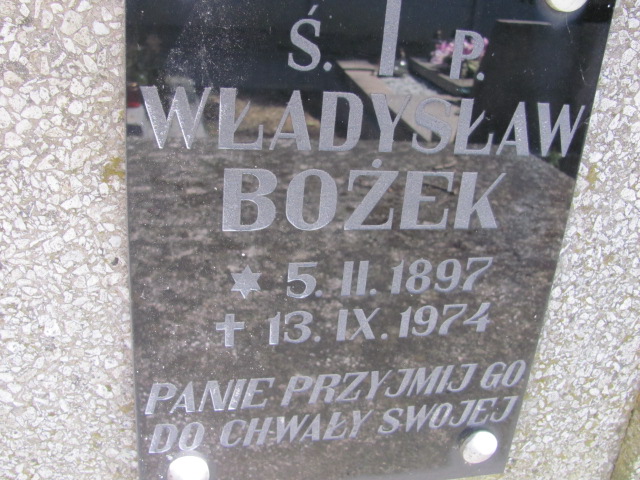 Ś. P.
WŁADYSŁAW
BOŻEK
5. II. 1897
13. IX. 1974
PANIE PRZYJMIJ GO
DO CHWAŁY SWOJEJ